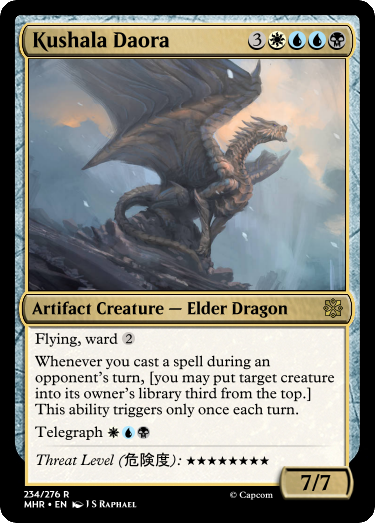 Kushala Daora 3
Artifact Creature — Elder Dragon
Flying, ward 2
Whenever you cast a spell during an
opponent's turn, [you may put target creature
into its owner's library third from the top.]
This ability triggers only once each turn.
Telegraph
Threat Level (危険度): ★★★★★★★★
7/7
234/276 R
MHR • EN J S Raphael
© Capcom